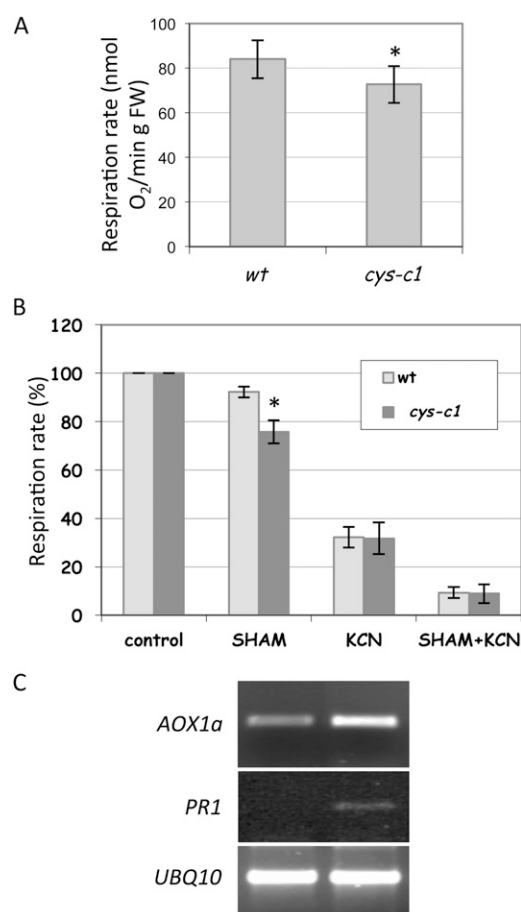 A
Respiration rate (nmol
O₂/min g FW)
100
80
60
40
20
0
*
wt
cys-c1
B
Respiration rate (%)
120
100
80
60
40
20
0
*
wt
cys-c1
control
SHAM
KCN
SHAM+KCN
C
AOX1a
PR1
UBQ10